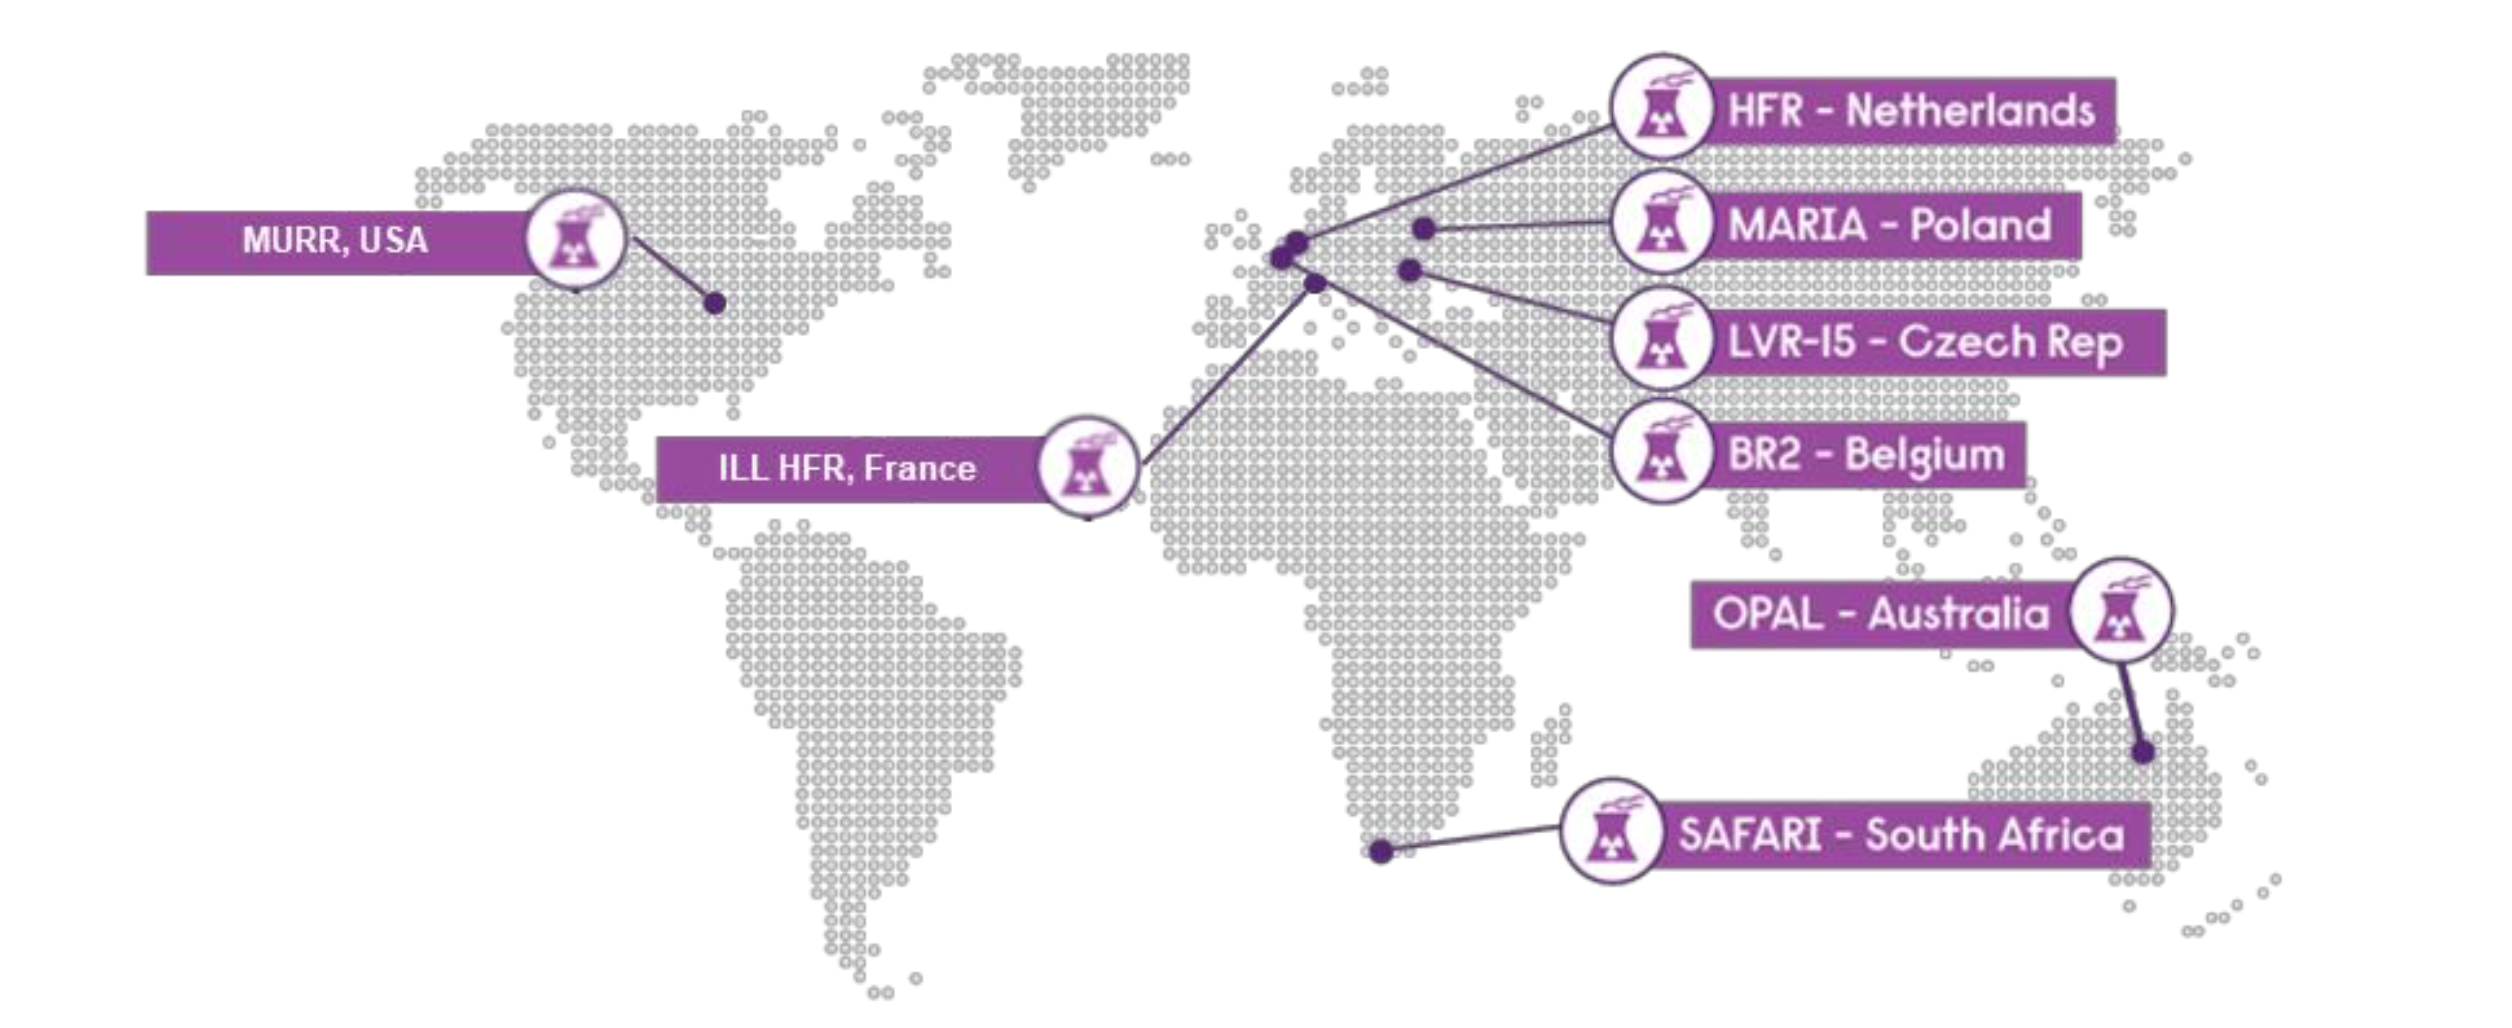 HFR - Netherlands
MARIA - Poland
MURR, USA
LVR-15 - Czech Rep
BR2 - Belgium
ILL HFR, France
OPAL - Australia
SAFARI - South Africa